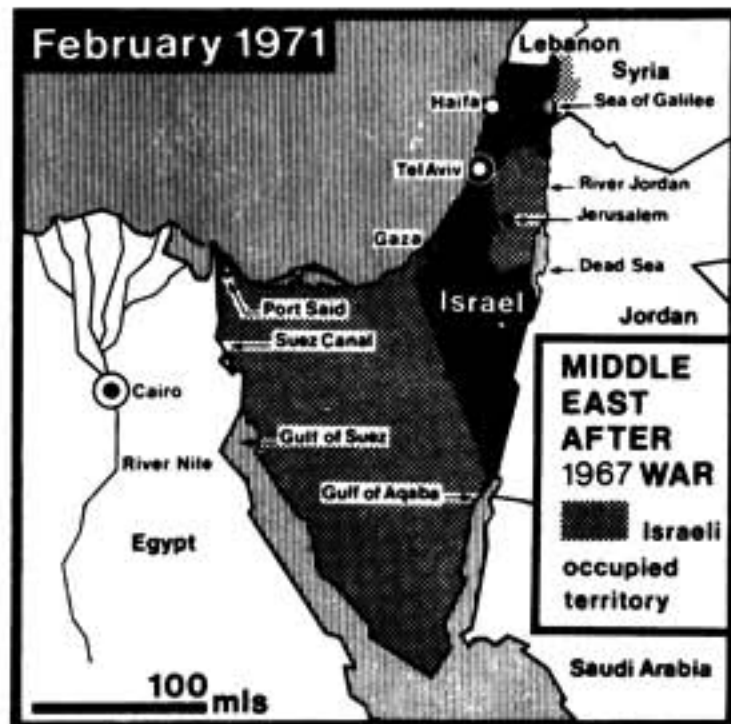 February 1971
Lebanon
Syria
Haifa
Sea of Galilee
Tel Aviv
River Jordan
Jerusalem
Gaza
Dead Sea
Israel
Port Said
Jordan
Suez Canal
MIDDLE
EAST
AFTER
1967 WAR
Israeli
occupied
territory
Cairo
Gulf of Suez
River Nile
Gulf of Aqaba
Egypt
Saudi Arabia
100 mls